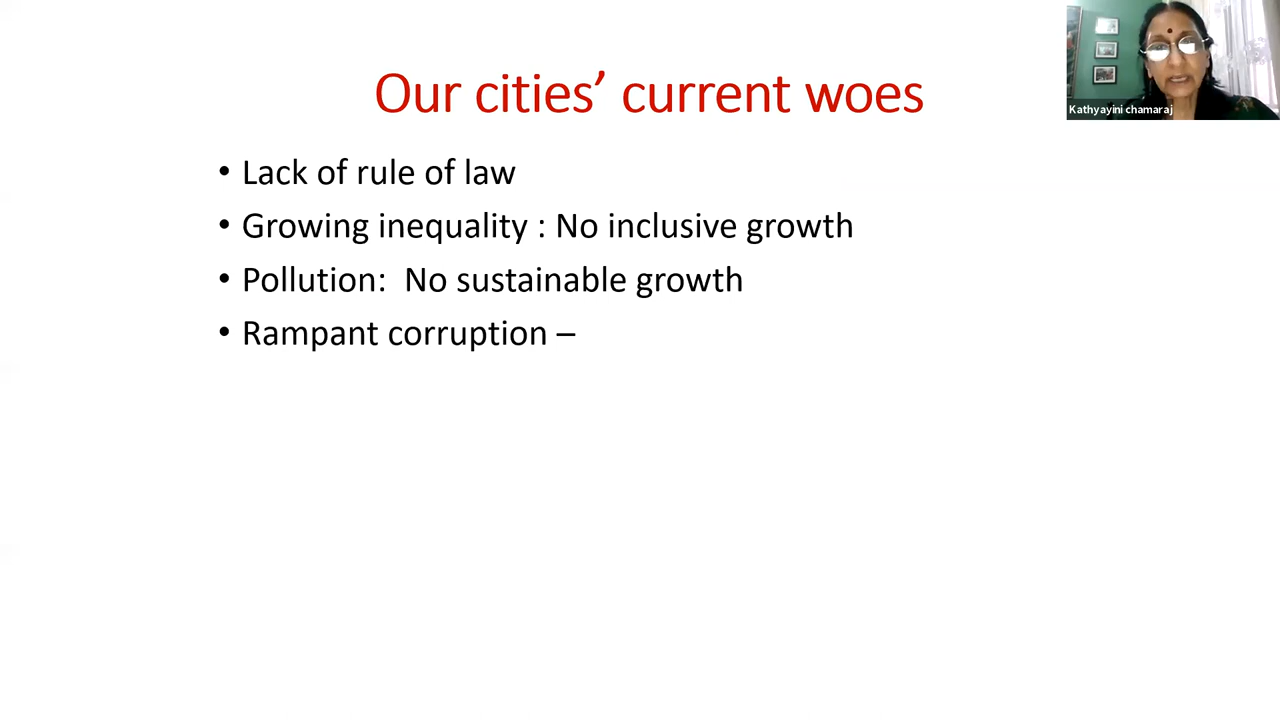 Our cities’ current woes
• Lack of rule of law
• Growing inequality : No inclusive growth
• Pollution:  No sustainable growth
• Rampant corruption –
Kathyayini chamaraj